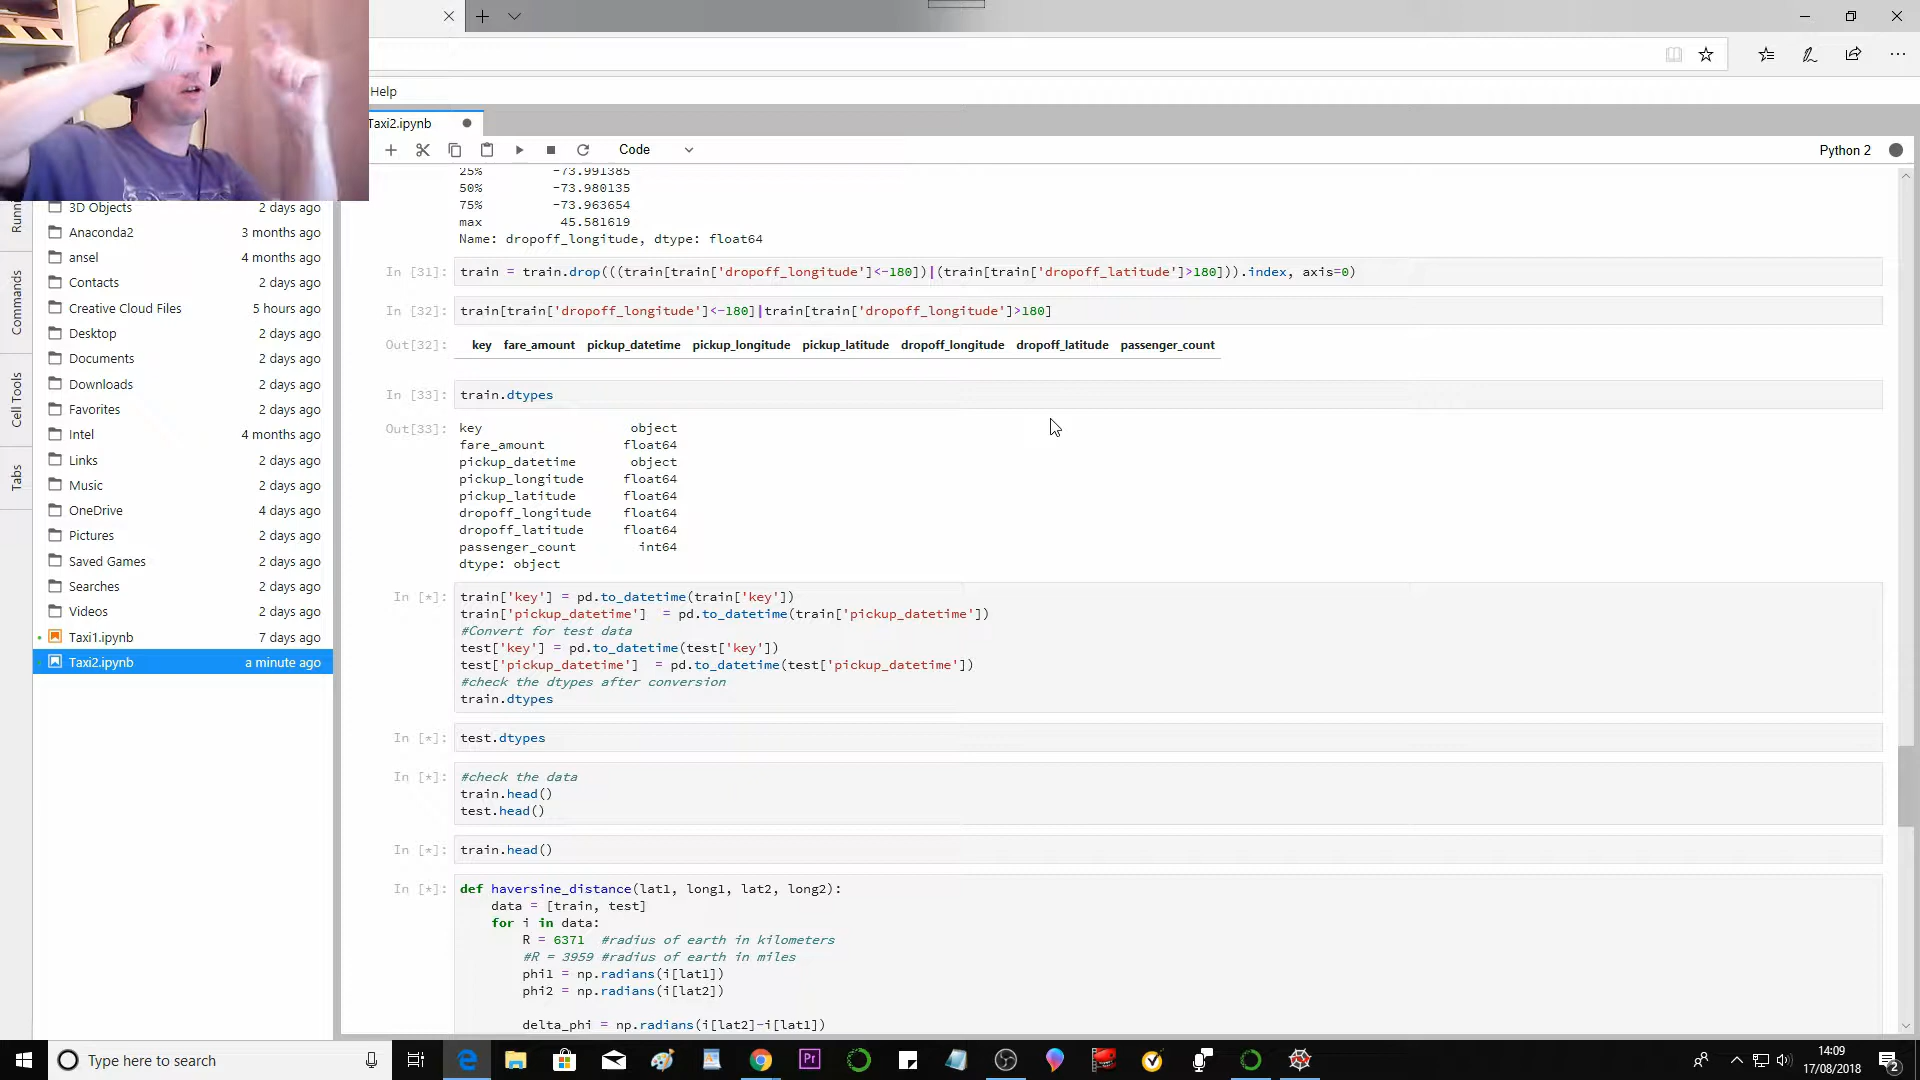 Help
Taxi2.ipynb
Code
Python 2
25% -73.991385
50% -73.980135
75% -73.963654
max 45.581619
Name: dropoff_longitude, dtype: float64
In [31]: train = train.drop(((train[train['dropoff_longitude']<-180])|(train[train['dropoff_latitude']>180])).index, axis=0)
In [32]: train[train['dropoff_longitude']<-180]|train[train['dropoff_longitude']>180]
Out[32]: key fare_amount pickup_datetime pickup_longitude pickup_latitude dropoff_longitude dropoff_latitude passenger_count
In [33]: train.dtypes
Out[33]: key object
fare_amount float64
pickup_datetime object
pickup_longitude float64
pickup_latitude float64
dropoff_longitude float64
dropoff_latitude float64
passenger_count int64
dtype: object
In [*]: train['key'] = pd.to_datetime(train['key'])
train['pickup_datetime']  = pd.to_datetime(train['pickup_datetime'])
#Convert for test data
test['key'] = pd.to_datetime(test['key'])
test['pickup_datetime']  = pd.to_datetime(test['pickup_datetime'])
#check the dtypes after conversion
train.dtypes
In [*]: test.dtypes
In [*]: #check the data
train.head()
test.head()
In [*]: train.head()
In [*]: def haversine_distance(lat1, long1, lat2, long2):
data = [train, test]
for i in data:
R = 6371  #radius of earth in kilometers
#R = 3959 #radius of earth in miles
phi1 = np.radians(i[lat1])
phi2 = np.radians(i[lat2])
delta_phi = np.radians(i[lat2]-i[lat1])
Commands
Cell Tools
Tabs
3D Objects 2 days ago
Anaconda2 3 months ago
ansel 4 months ago
Contacts 2 days ago
Creative Cloud Files 5 hours ago
Desktop 2 days ago
Documents 2 days ago
Downloads 2 days ago
Favorites 2 days ago
Intel 4 months ago
Links 2 days ago
Music 2 days ago
OneDrive 4 days ago
Pictures 2 days ago
Saved Games 2 days ago
Searches 2 days ago
Videos 2 days ago
Taxi1.ipynb 7 days ago
Taxi2.ipynb a minute ago
Type here to search
Pr
14:09
17/08/2018
2